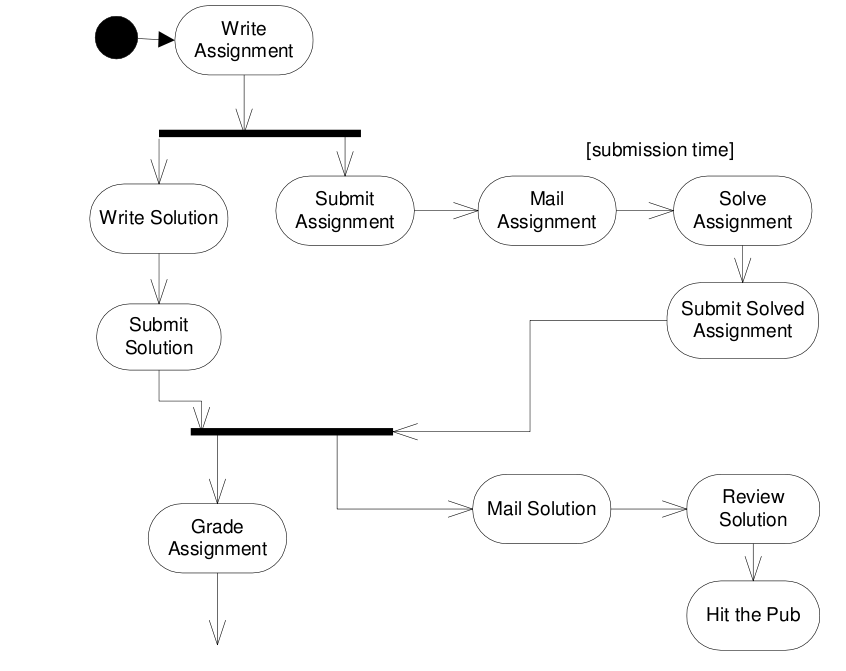 Write
Assignment
[submission time]
Write Solution
Submit
Assignment
Mail
Assignment
Solve
Assignment
Submit
Solution
Submit Solved
Assignment
Grade
Assignment
Mail Solution
Review
Solution
Hit the Pub